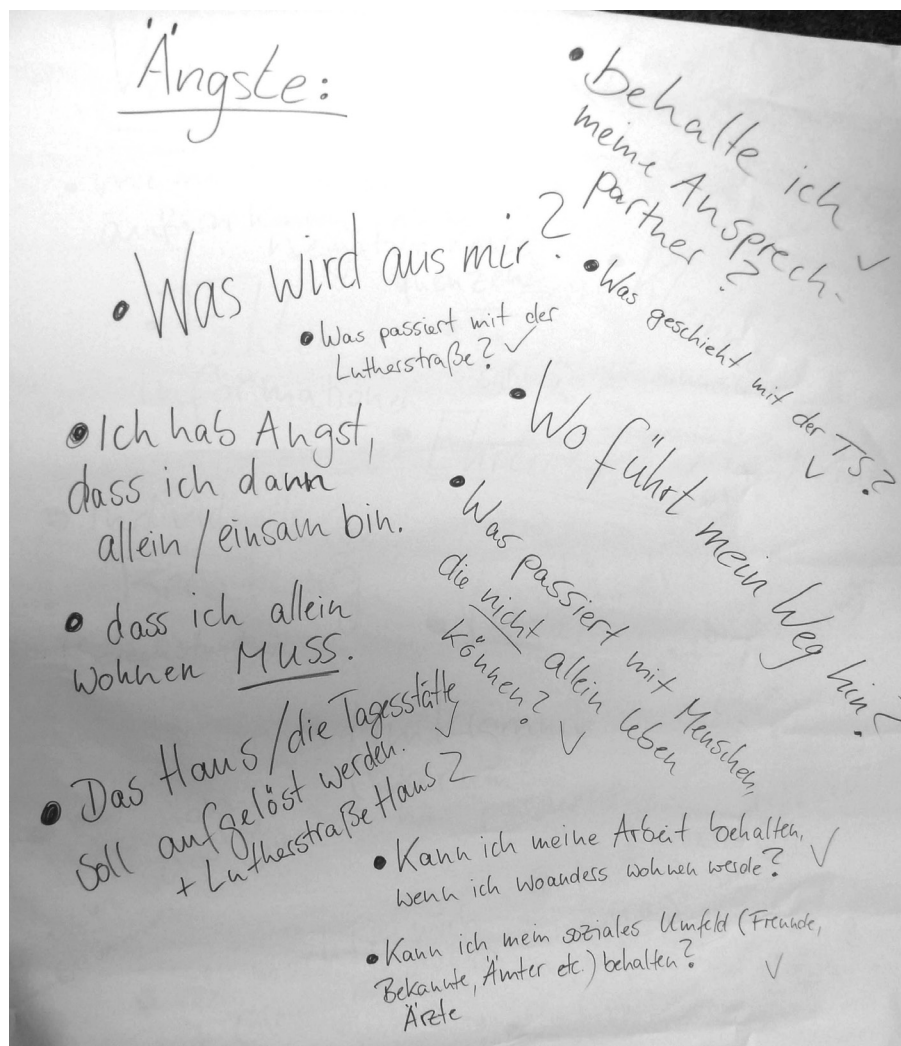 Ängste:
• behalte ich
meine Ansprech-
partner?
• Was wird aus mir?
• Was geschieht mit der TS?
• Was passiert mit der
Lutherstraße?
• Wo führt mein Weg hin?
• Ich hab Angst,
dass ich dann
allein/einsam bin.
• Was passiert mit Menschen,
die nicht allein leben
können?
• dass ich allein
wohnen MUSS.
• Das Haus/die Tagesstätte
soll aufgelöst werden.
+ Lutherstraße Haus 2
• Kann ich meine Arbeit behalten,
wenn ich woanders wohnen werde?
• Kann ich mein soziales Umfeld (Freunde,
Bekannte, Ämter etc.) behalten?
Ärzte